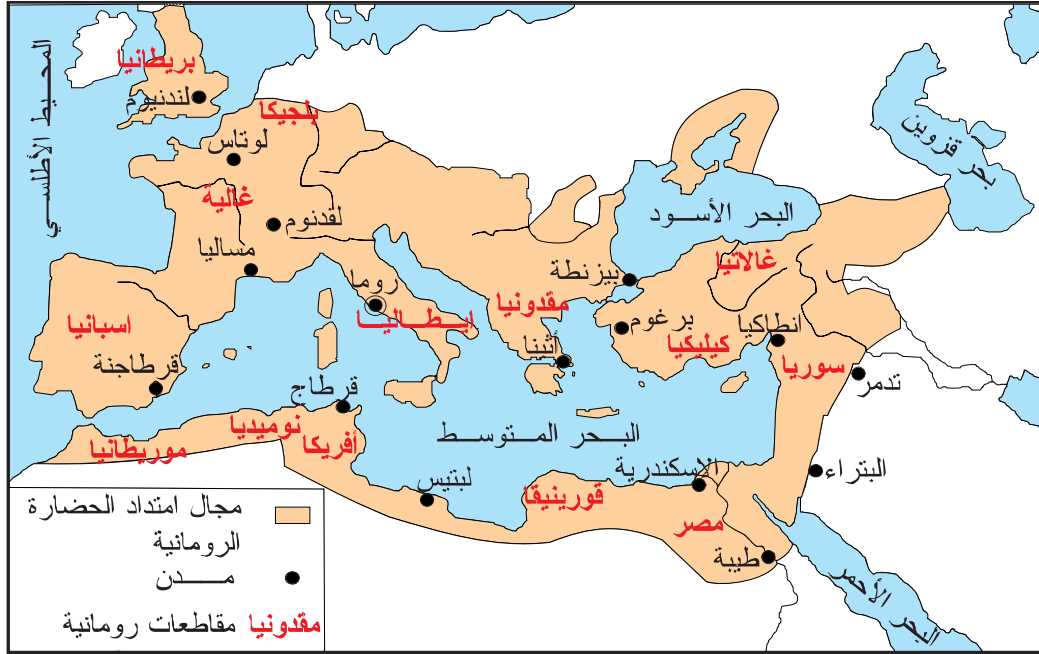 المحيط الأطلسي
بريطانيا
لندنيوم
بلجيكا
لوتاس
غالية
لقدنوم
مساليا
اسبانيا
قرطاجنة
روما
ايطاليا
مقدونيا
أثينا
بيزنطة
البحر الأسود
بحر قزوين
غالاتيا
برغوم
كيليكيا
انطاكيا
سوريا
تدمر
البتراء
قرطاج
نوميديا
أفريكا
موريطانيا
البحر المتوسط
لبتيس
قورينيقا
الاسكندرية
مصر
طيبة
البحر الأحمر
مجال امتداد الحضارة
الرومانية
مدن
مقدونيا مقاطعات رومانية